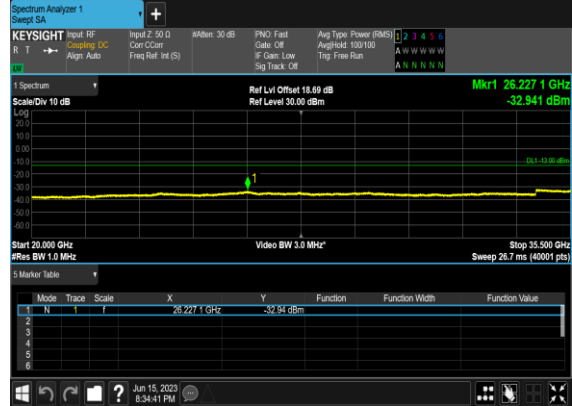 Spectrum Analyzer 1
Swept SA
+
KEYSIGHT Input: RF Input Z: 50 Ω #Atten: 30 dB PNO: Fast Avg Type: Power (RMS) 1 2 3 4 5 6
R T Coupling: DC Corr CCorr Gate: Off Avg|Hold: 100/100 A W W W W W
Align: Auto Freq Ref: Int (S) IF Gain: Low Trig: Free Run
Sig Track: Off A N N N N N
1 Spectrum
Ref Lvl Offset 18.69 dB Mkr1 26.227 1 GHz
Scale/Div 10 dB Ref Level 30.00 dBm -32.941 dBm
Log
20.0
10.0
0.00
-10.0 DL1 -13.00 dBm
-20.0 1
-30.0
-40.0
-50.0
-60.0
Start 20.000 GHz Video BW 3.0 MHz* Stop 35.500 GHz
#Res BW 1.0 MHz Sweep 26.7 ms (40001 pts)
5 Marker Table
Mode Trace Scale X Y Function Function Width Function Value
1 N 1 f 26.227 1 GHz -32.94 dBm
2
3
4
5
6
? Jun 15, 2023
8:34:41 PM